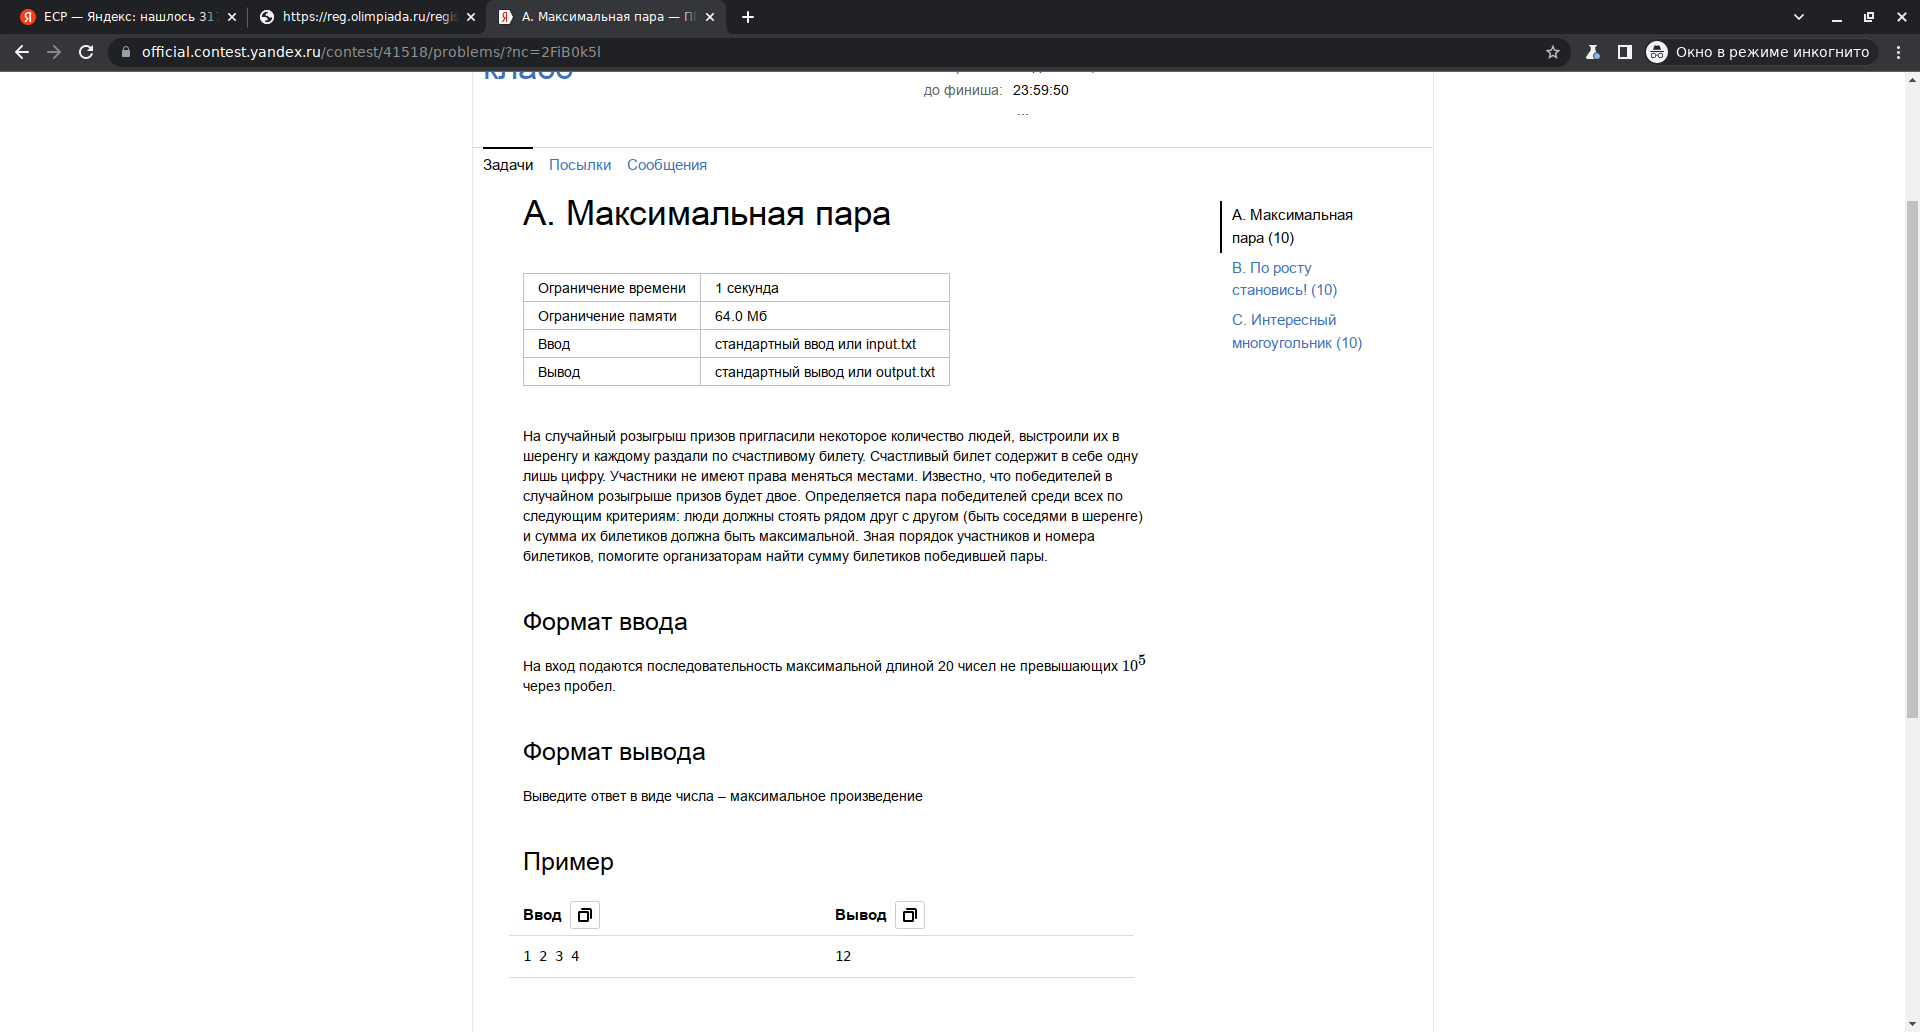 ЕСР — Яндекс: нашлось 31
https://reg.olimpiada.ru/regis
А. Максимальная пара —
official.contest.yandex.ru/contest/41518/problems/?nc=2FiB0k5l
Окно в режиме инкогнито
класс
до финиша: 23:59:50
...
Задачи Посылки Сообщения
А. Максимальная пара
Ограничение времени 1 секунда
Ограничение памяти 64.0 Мб
Ввод стандартный ввод или input.txt
Вывод стандартный вывод или output.txt
На случайный розыгрыш призов пригласили некоторое количество людей, выстроили их в
шеренгу и каждому раздали по счастливому билету. Счастливый билет содержит в себе одну
лишь цифру. Участники не имеют права меняться местами. Известно, что победителей в
случайном розыгрыше призов будет двое. Определяется пара победителей среди всех по
следующим критериям: люди должны стоять рядом друг с другом (быть соседями в шеренге)
и сумма их билетиков должна быть максимальной. Зная порядок участников и номера
билетиков, помогите организаторам найти сумму билетиков победившей пары.
Формат ввода
На вход подаются последовательность максимальной длиной 20 чисел не превышающих 10⁵
через пробел.
Формат вывода
Выведите ответ в виде числа – максимальное произведение
Пример
Ввод Вывод
1 2 3 4 12
А. Максимальная
пара (10)
В. По росту
становись! (10)
С. Интересный
многоугольник (10)